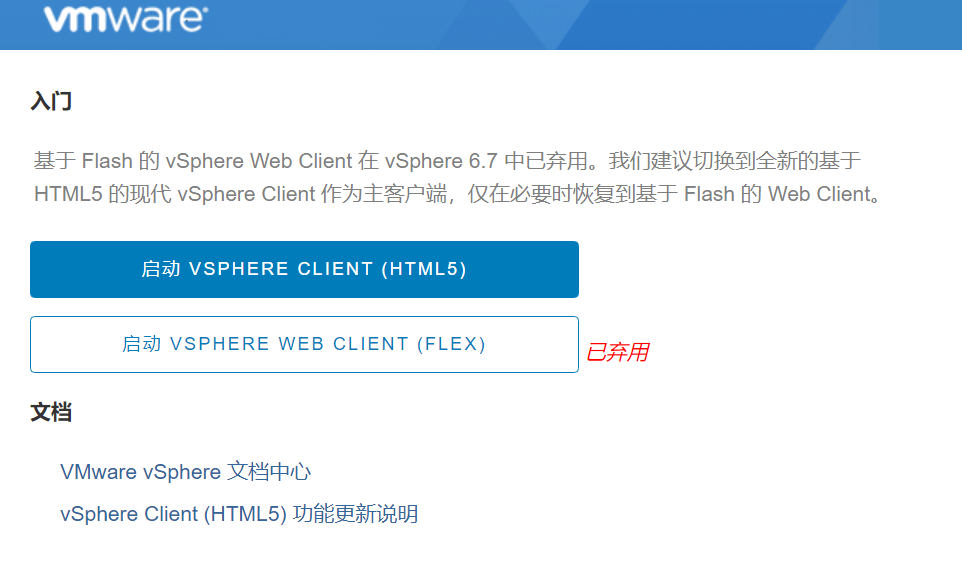 vmware®
入门
基于 Flash 的 vSphere Web Client 在 vSphere 6.7 中已弃用。我们建议切换到全新的基于
HTML5 的现代 vSphere Client 作为主客户端，仅在必要时恢复到基于 Flash 的 Web Client。
启动 VSPHERE CLIENT (HTML5)
启动 VSPHERE WEB CLIENT (FLEX) 已弃用
文档
VMware vSphere 文档中心
vSphere Client (HTML5) 功能更新说明